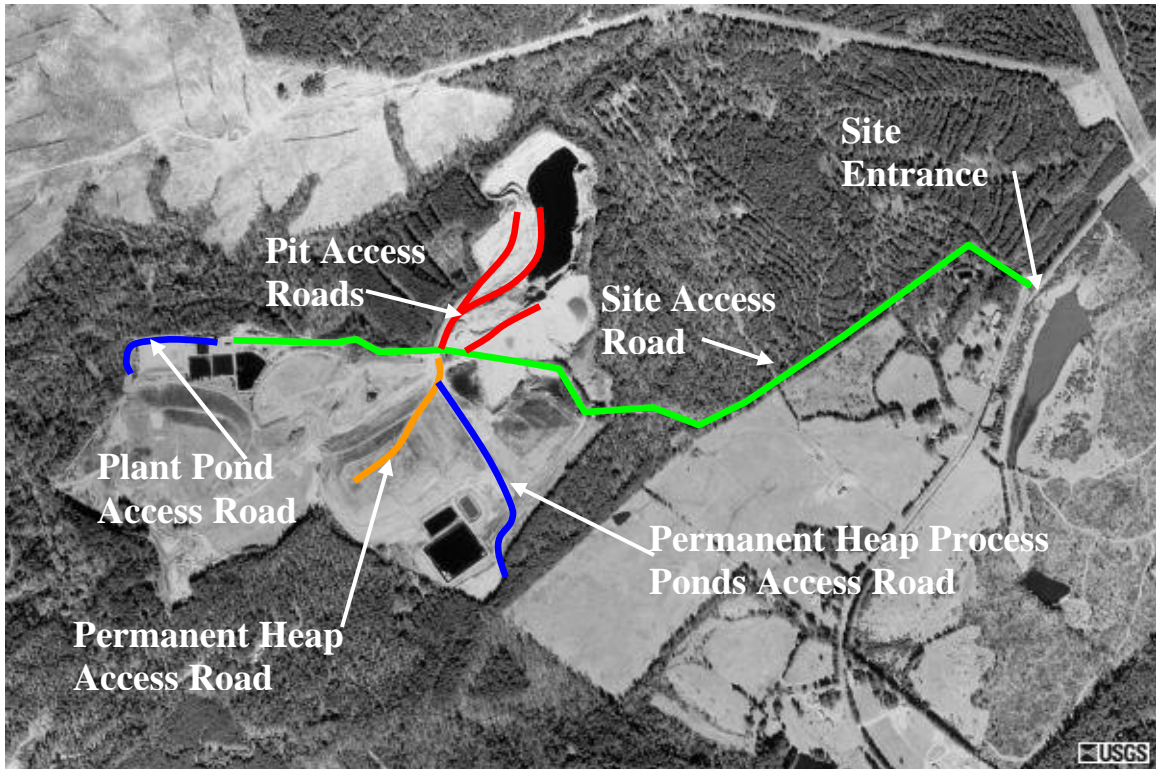 Site
Entrance
Pit Access
Roads
Site Access
Road
Plant Pond
Access Road
Permanent Heap Process
Ponds Access Road
Permanent Heap
Access Road
USGS